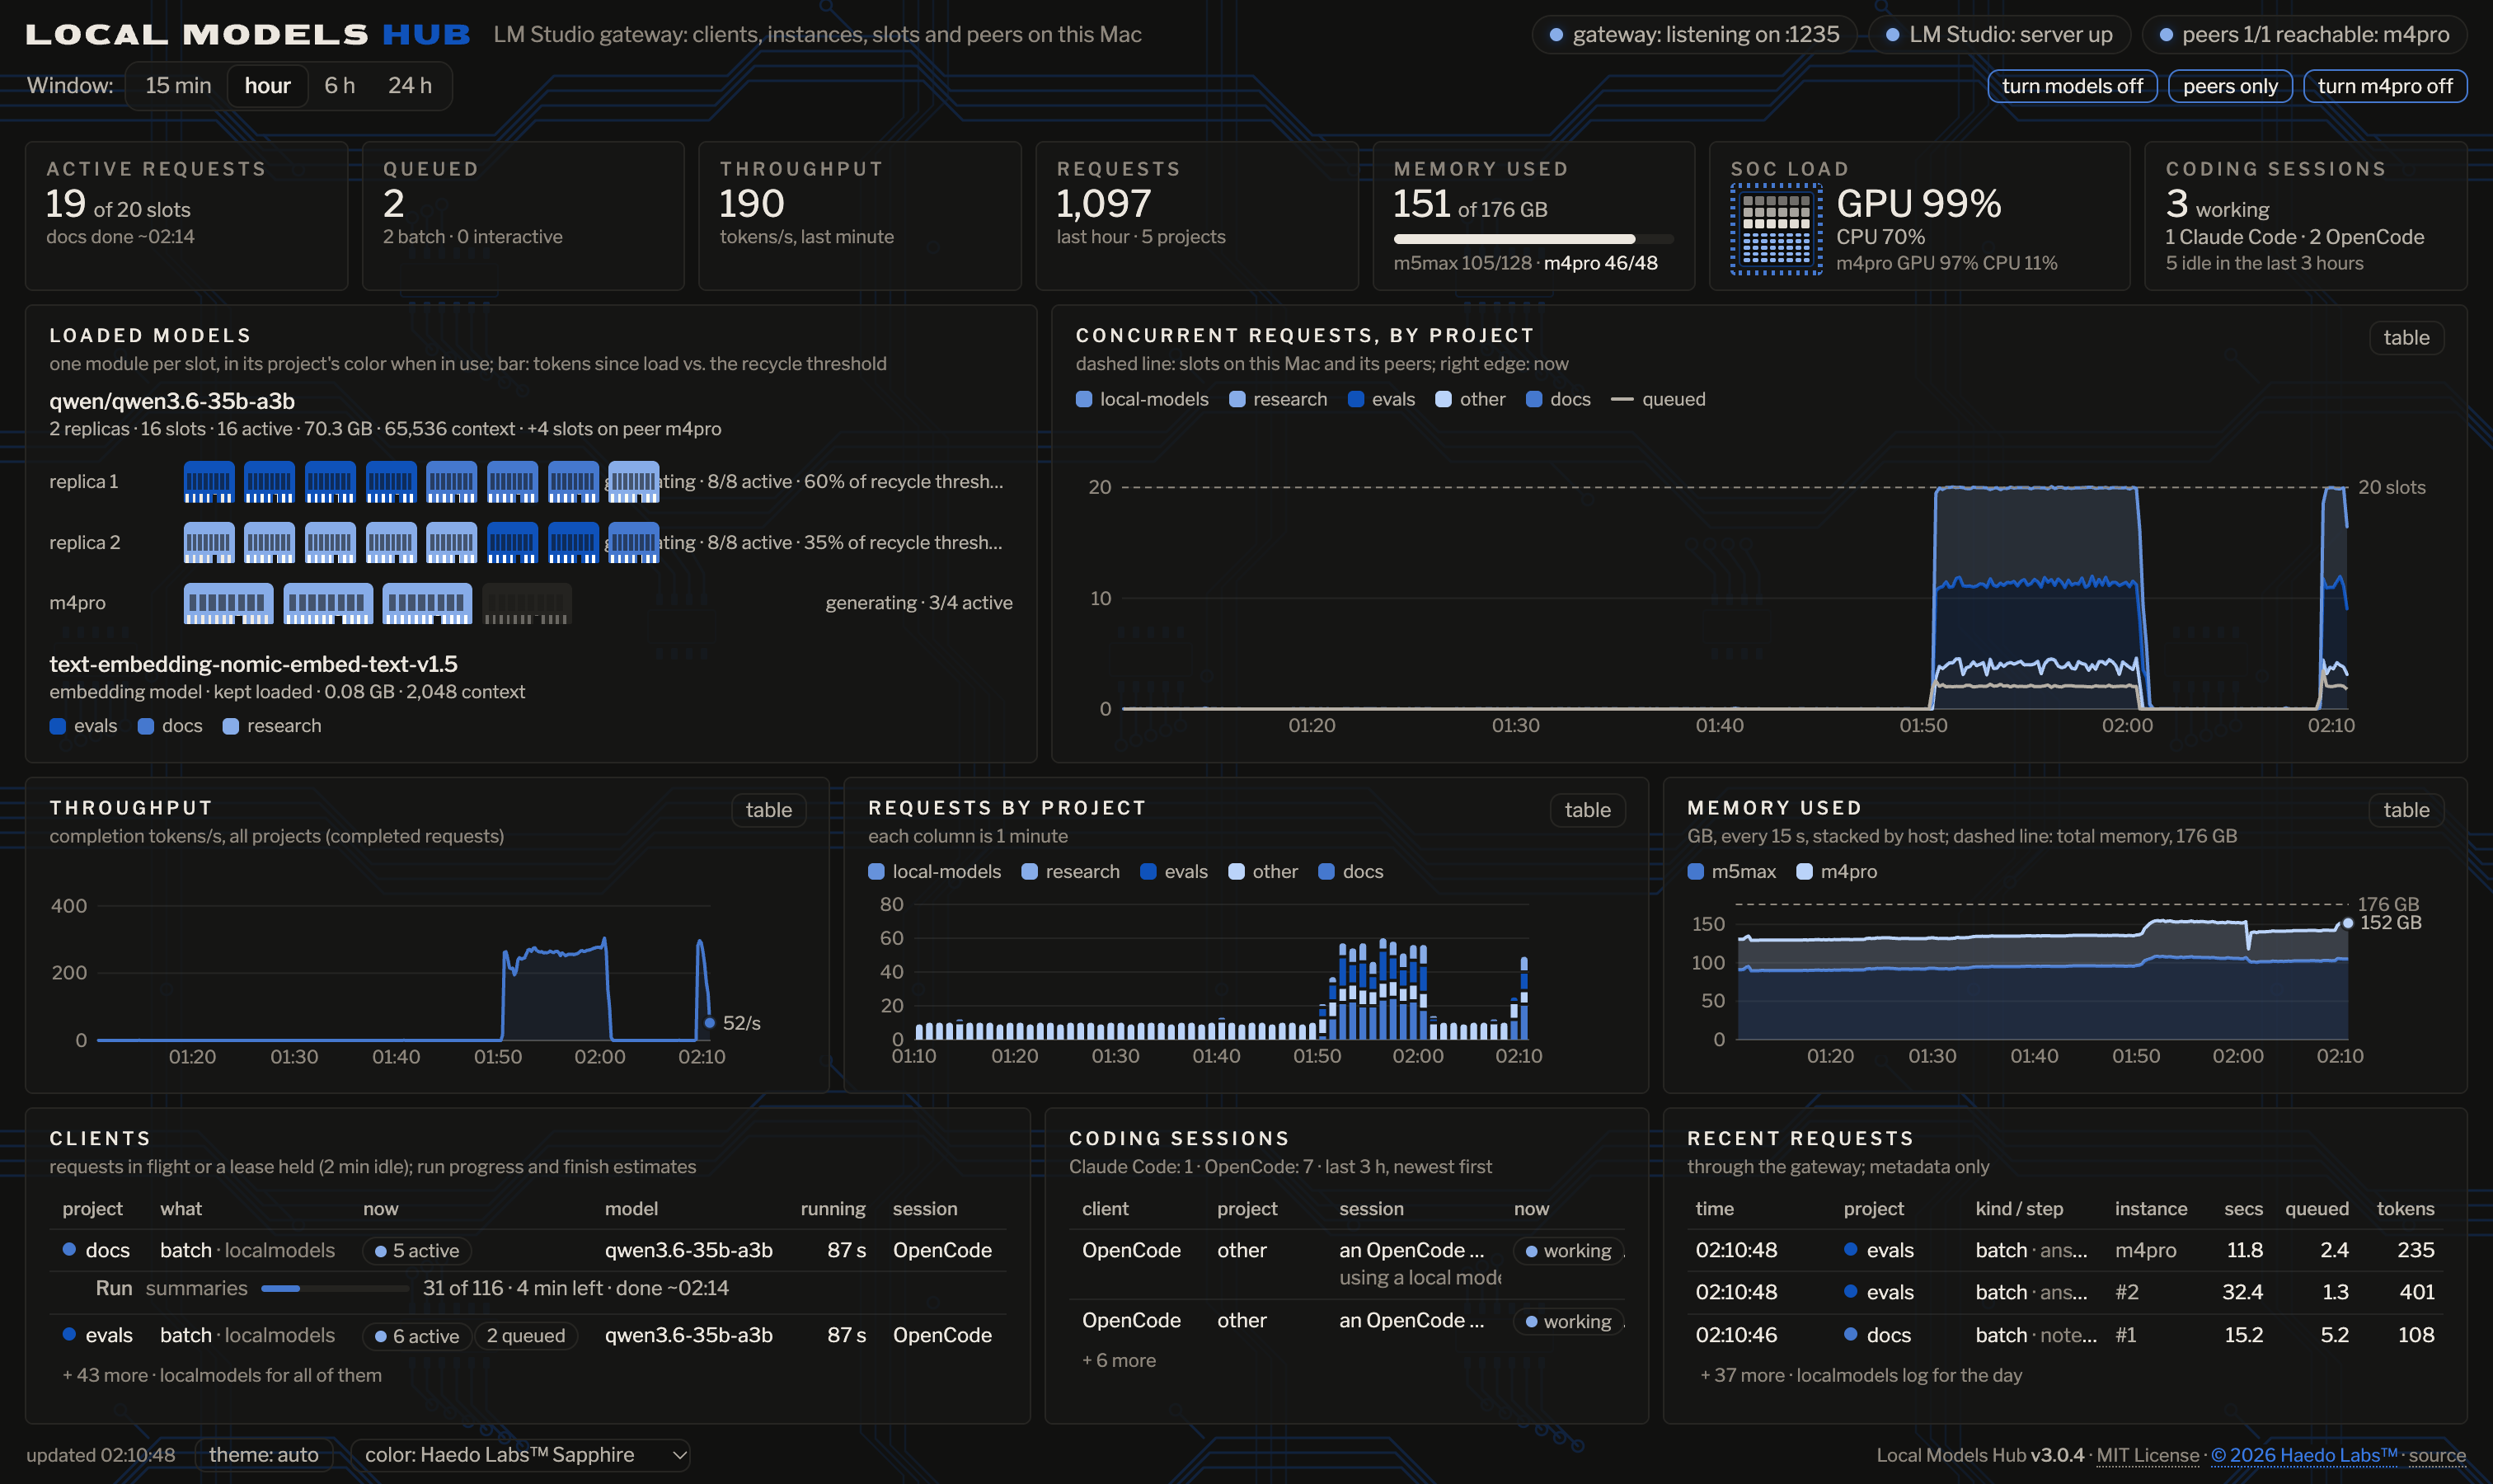 LOCAL MODELS HUB LM Studio gateway: clients, instances, slots and peers on this Mac
gateway: listening on :1235
LM Studio: server up
peers 1/1 reachable: m4pro
Window: 15 min hour 6 h 24 h
turn models off
peers only
turn m4pro off
ACTIVE REQUESTS
19 of 20 slots
docs done ~02:14
QUEUED
2
2 batch · 0 interactive
THROUGHPUT
190
tokens/s, last minute
REQUESTS
1,097
last hour · 5 projects
MEMORY USED
151 of 176 GB
m5max 105/128 · m4pro 46/48
SOC LOAD
GPU 99%
CPU 70%
m4pro GPU 97% CPU 11%
CODING SESSIONS
3 working
1 Claude Code · 2 OpenCode
5 idle in the last 3 hours
LOADED MODELS
one module per slot, in its project's color when in use; bar: tokens since load vs. the recycle threshold
qwen/qwen3.6-35b-a3b
2 replicas · 16 slots · 16 active · 70.3 GB · 65,536 context · +4 slots on peer m4pro
replica 1 ating · 8/8 active · 60% of recycle thresh...
replica 2 ating · 8/8 active · 35% of recycle thresh...
m4pro generating · 3/4 active
text-embedding-nomic-embed-text-v1.5
embedding model · kept loaded · 0.08 GB · 2,048 context
evals docs research
CONCURRENT REQUESTS, BY PROJECT
table
dashed line: slots on this Mac and its peers; right edge: now
local-models research evals other docs queued
20 20 slots
10
0
01:20 01:30 01:40 01:50 02:00 02:10
THROUGHPUT
table
completion tokens/s, all projects (completed requests)
400
200
0 52/s
01:20 01:30 01:40 01:50 02:00 02:10
REQUESTS BY PROJECT
table
each column is 1 minute
local-models research evals other docs
80
60
40
20
0
01:10 01:20 01:30 01:40 01:50 02:00 02:10
MEMORY USED
table
GB, every 15 s, stacked by host; dashed line: total memory, 176 GB
m5max m4pro
176 GB
150 152 GB
100
50
0
01:20 01:30 01:40 01:50 02:00 02:10
CLIENTS
requests in flight or a lease held (2 min idle); run progress and finish estimates
project what now model running session
docs batch · localmodels 5 active qwen3.6-35b-a3b 87 s OpenCode
Run summaries 31 of 116 · 4 min left · done ~02:14
evals batch · localmodels 6 active 2 queued qwen3.6-35b-a3b 87 s OpenCode
+ 43 more · localmodels for all of them
CODING SESSIONS
Claude Code: 1 · OpenCode: 7 · last 3 h, newest first
client project session now
OpenCode other an OpenCode ... working
using a local mode
OpenCode other an OpenCode ... working
+ 6 more
RECENT REQUESTS
through the gateway; metadata only
time project kind / step instance secs queued tokens
02:10:48 evals batch · ans... m4pro 11.8 2.4 235
02:10:48 evals batch · ans... #2 32.4 1.3 401
02:10:46 docs batch · note... #1 15.2 5.2 108
+ 37 more · localmodels log for the day
updated 02:10:48 theme: auto color: Haedo Labs™ Sapphire
Local Models Hub v3.0.4 · MIT License · © 2026 Haedo Labs™ · source